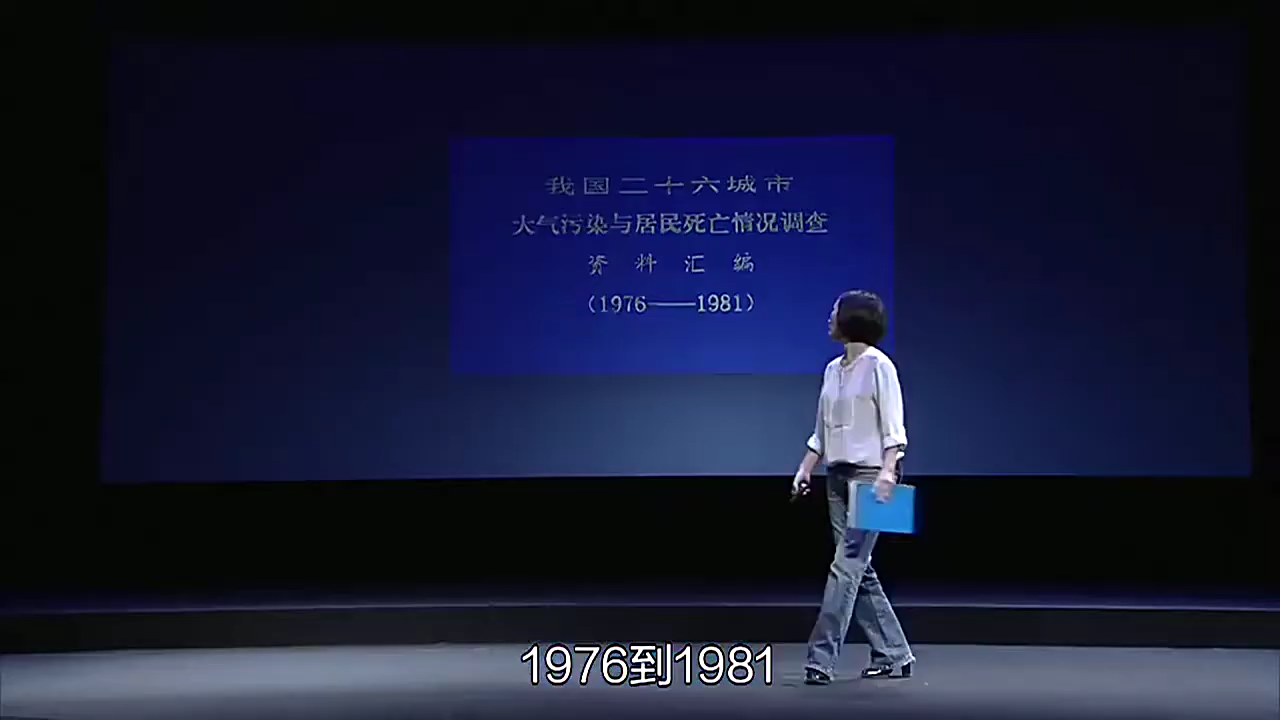 我国二十六城市
大气污染与居民死亡情况调查
资料汇编
（1976——1981）
1976到1981